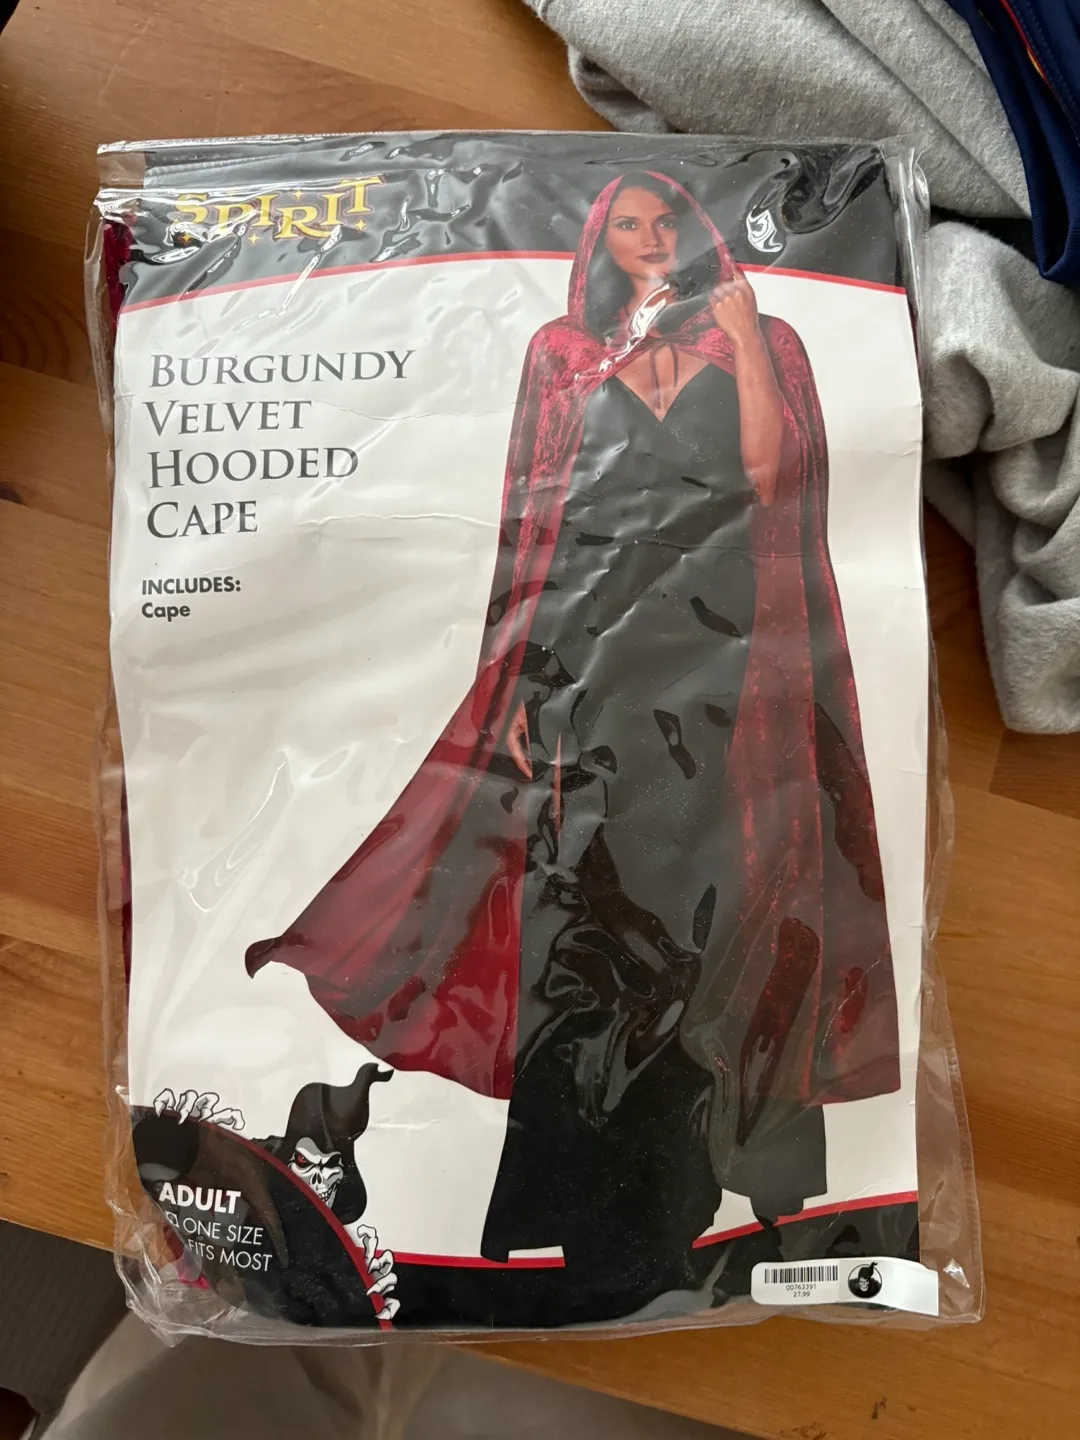 SPIRIT
BURGUNDY
VELVET
HOODED
CAPE
INCLUDES:
Cape
ADULT
ONE SIZE
FITS MOST
00763391
27.99